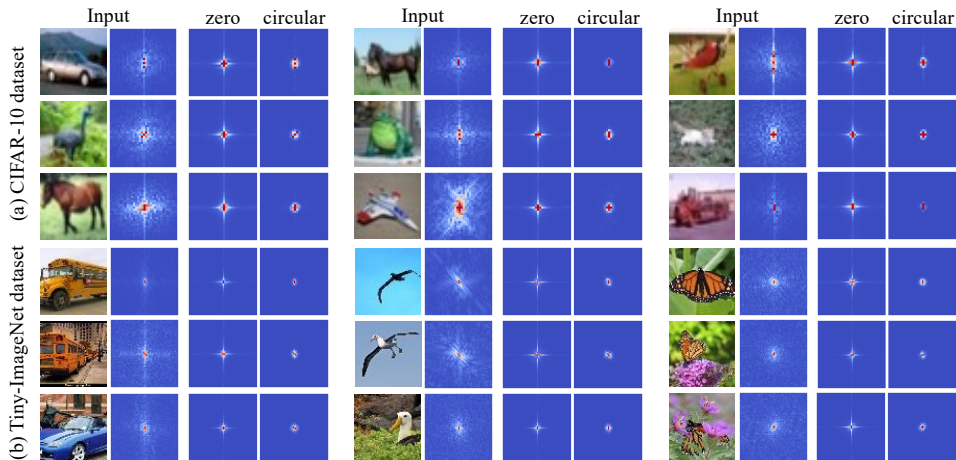 Input zero circular Input zero circular Input zero circular
(a) CIFAR-10 dataset
(b) Tiny-ImageNet dataset